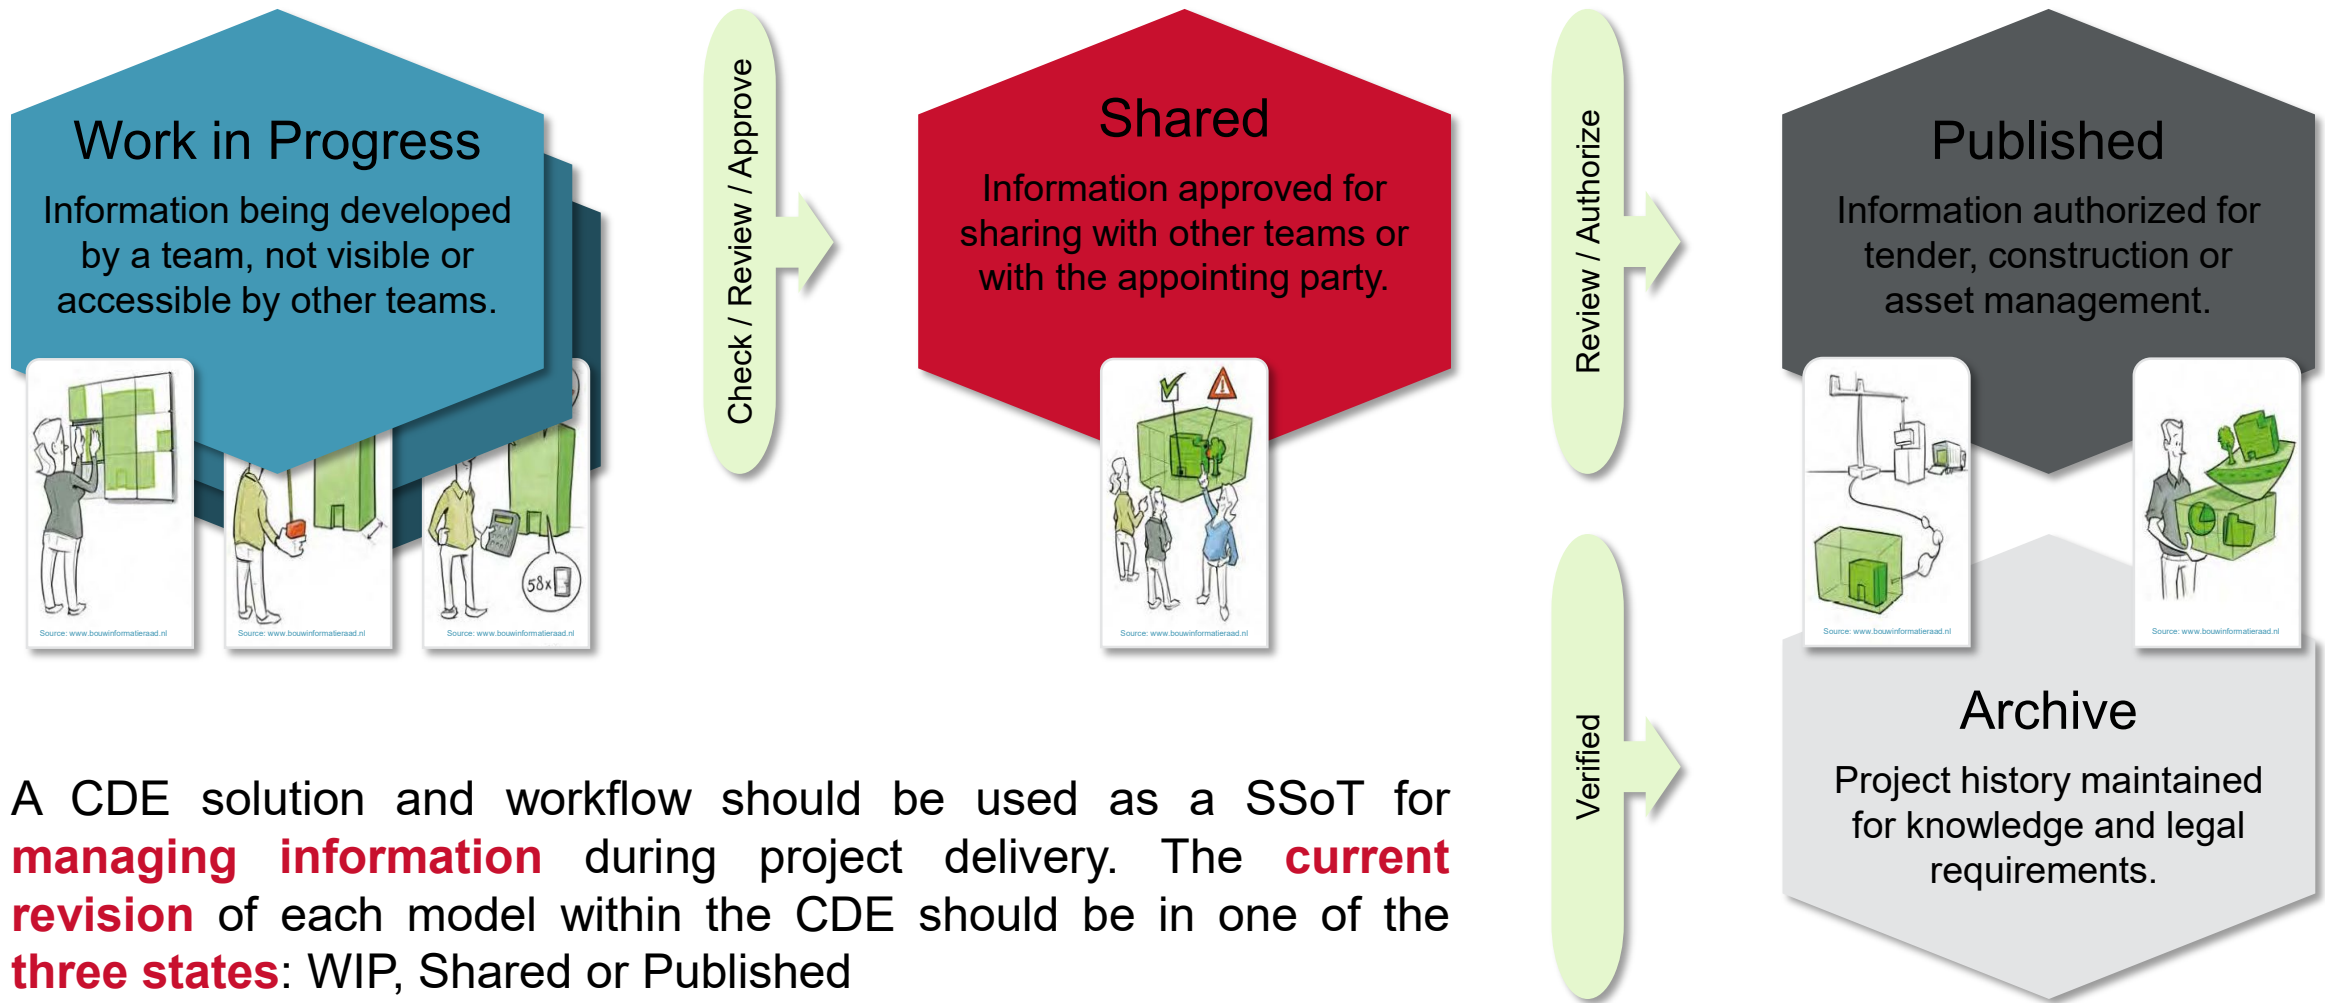 Work in Progress
Information being developed
by a team, not visible or
accessible by other teams.
Check / Review / Approve
Shared
Information approved for
sharing with other teams or
with the appointing party.
Review / Authorize
Published
Information authorized for
tender, construction or
asset management.
58x
Source: www.bouwinformatieraad.nl
Source: www.bouwinformatieraad.nl
Source: www.bouwinformatieraad.nl
Source: www.bouwinformatieraad.nl
Source: www.bouwinformatieraad.nl
Source: www.bouwinformatieraad.nl
Verified
Archive
Project history maintained
for knowledge and legal
requirements.
A CDE solution and workflow should be used as a SSoT for
managing information during project delivery. The current
revision of each model within the CDE should be in one of the
three states: WIP, Shared or Published